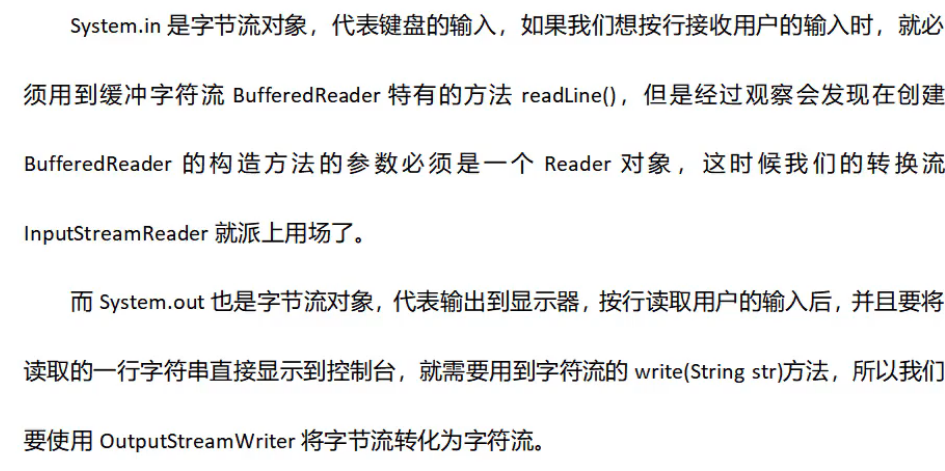 System.in 是字节流对象，代表键盘的输入，如果我们想按行接收用户的输入时，就必
须用到缓冲字符流 BufferedReader 特有的方法 readLine()，但是经过观察会发现在创建
BufferedReader 的构造方法的参数必须是一个 Reader 对象，这时候我们的转换流
InputStreamReader 就派上用场了。
而 System.out 也是字节流对象，代表输出到显示器，按行读取用户的输入后，并且要将
读取的一行字符串直接显示到控制台，就需要用到字符流的 write(String str)方法，所以我们
要使用 OutputStreamWriter 将字节流转化为字符流。